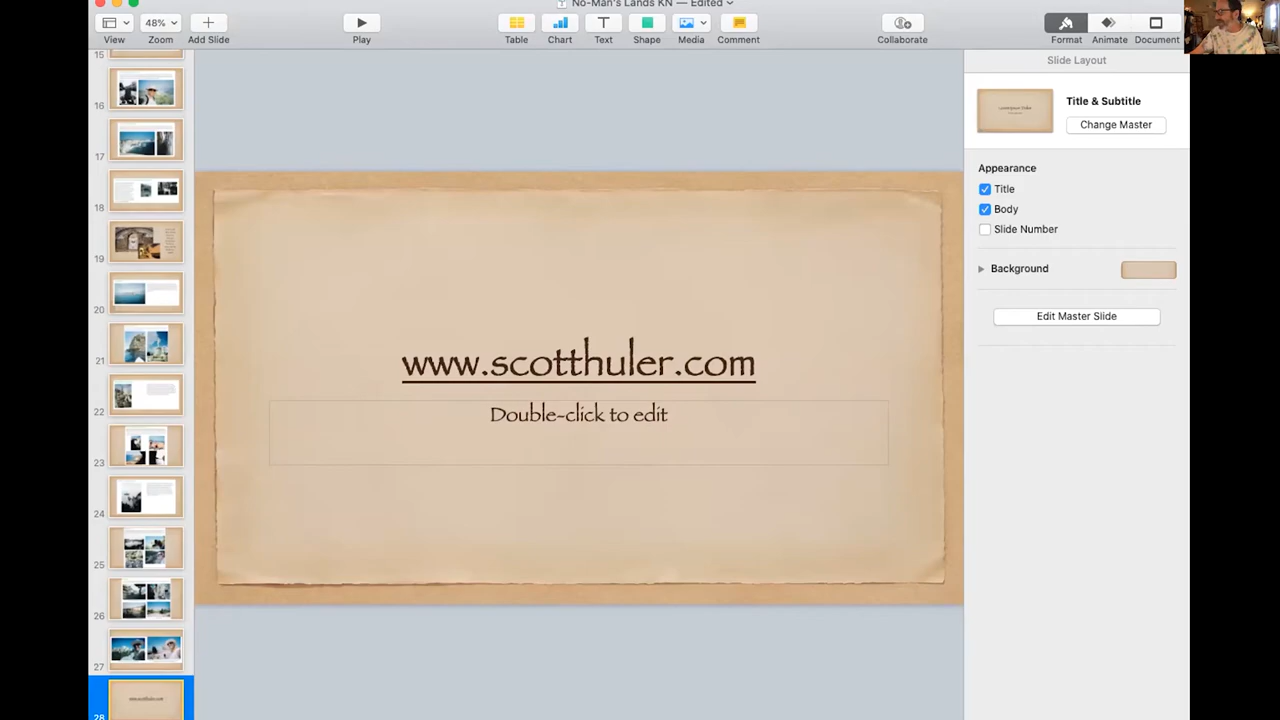 No-Man's Lands KN — Edited
48%
View
Zoom
Add Slide
Play
Table
Chart
Text
Shape
Media
Comment
Collaborate
Format
Animate
Document
15
16
17
18
19
20
21
22
23
24
25
26
27
28
www.scotthuler.com
Double-click to edit
Slide Layout
Title & Subtitle
Change Master
Appearance
Title
Body
Slide Number
Background
Edit Master Slide